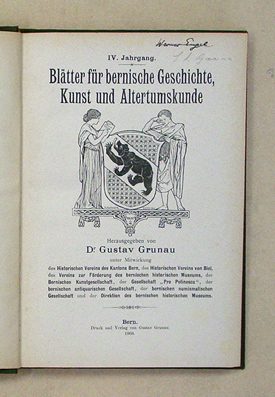 Werner Engel
IV. Jahrgang.
Blätter für bernische Geschichte,
Kunst und Altertumskunde
Herausgegeben von
Dr Gustav Grunau
unter Mitwirkung
des Historischen Vereins des Kantons Bern, des Historischen Vereins von Biel,
des Vereins zur Förderung des bernischen historischen Museums, der
Bernischen Kunstgesellschaft, der Gesellschaft „Pro Petinesca", der
bernischen antiquarischen Gesellschaft, der bernischen numismatischen
Gesellschaft und der Direktion des bernischen historischen Museums.
Bern.
Druck und Verlag von Gustav Grunau.